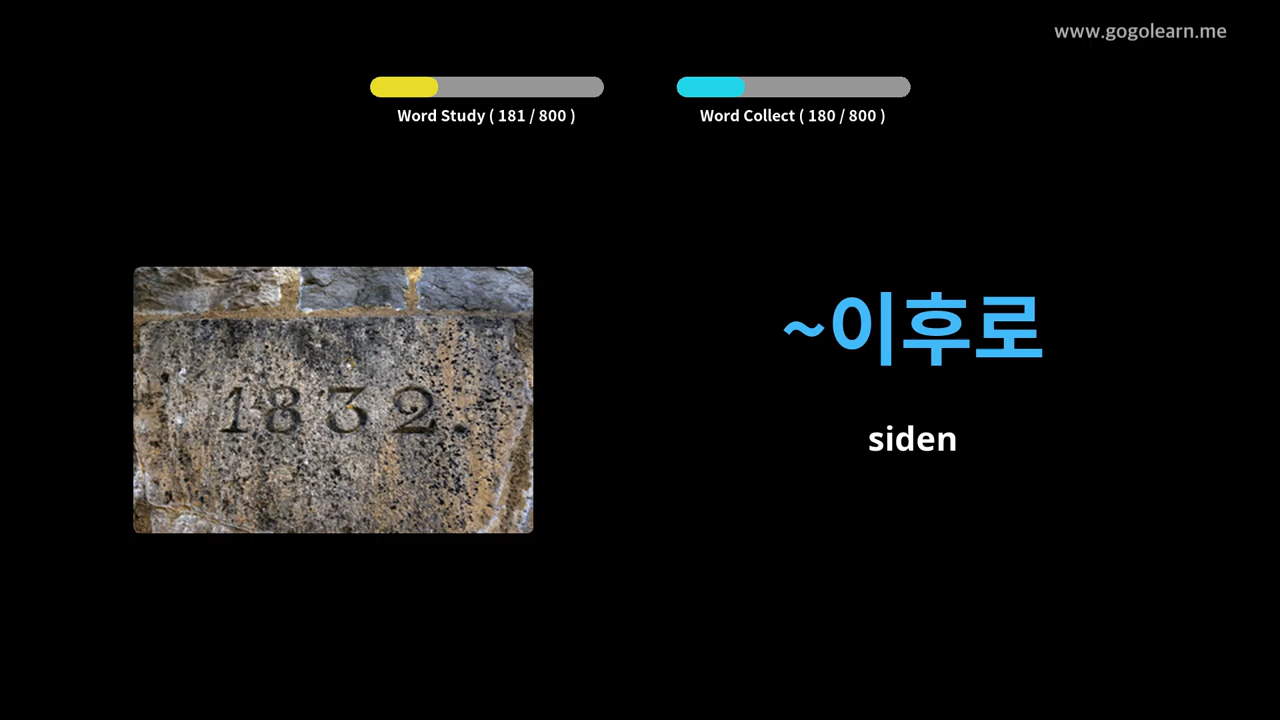 www.gogolearn.me
Word Study ( 181 / 800 )
Word Collect ( 180 / 800 )
1832.
~이후로
siden